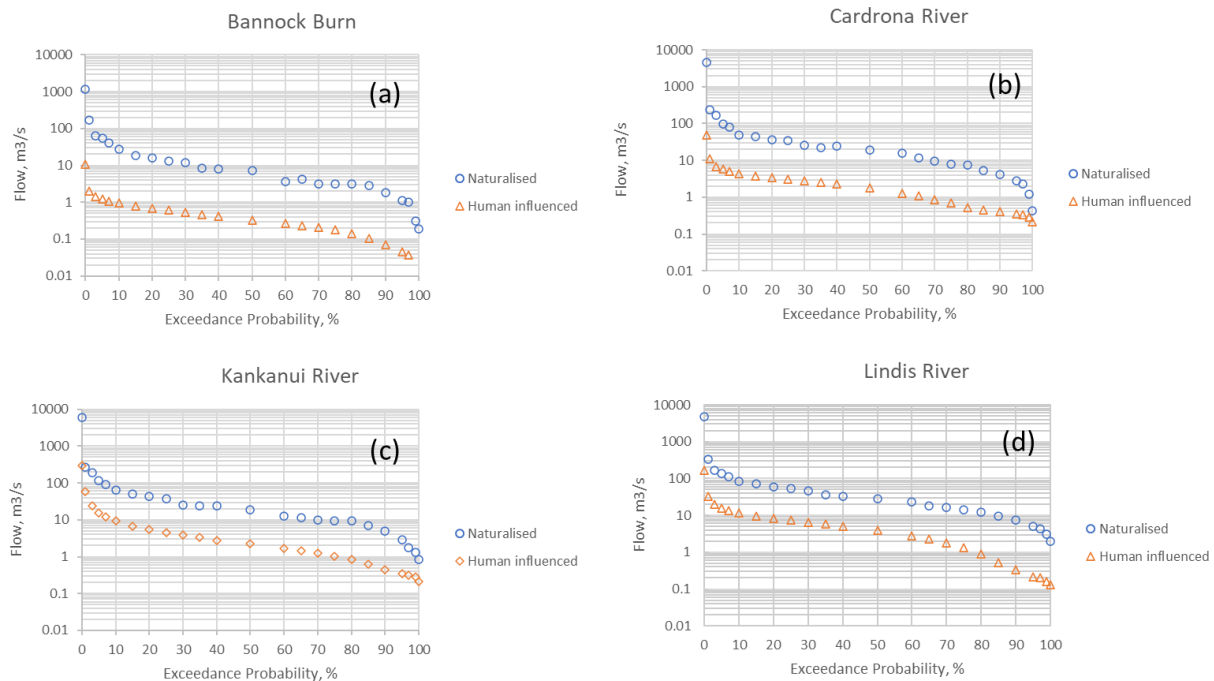 Bannock Burn
10000
1000
100
10
1
0.1
0.01
Flow, m3/s
0 10 20 30 40 50 60 70 80 90 100
Exceedance Probability, %
(a)
Naturalised
Human influenced
Cardrona River
10000
1000
100
10
1
0.1
0.01
Flow, m3/s
0 10 20 30 40 50 60 70 80 90 100
Exceedance Probability, %
(b)
Naturalised
Human influenced
Kankanui River
10000
1000
100
10
1
0.1
0.01
Flow, m3/s
0 10 20 30 40 50 60 70 80 90 100
Exceedance Probability, %
(c)
Naturalised
Human influenced
Lindis River
10000
1000
100
10
1
0.1
0.01
Flow, m3/s
0 10 20 30 40 50 60 70 80 90 100
Exceedance Probability, %
(d)
Naturalised
Human influenced